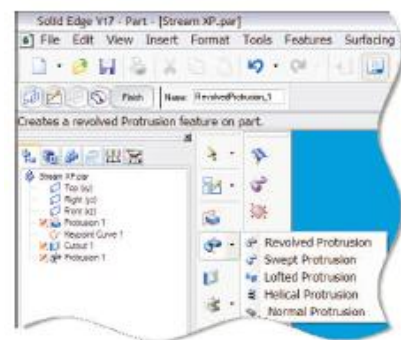 Solid Edge V17 - Part - [Stream XP.par]
File Edit View Insert Format Tools Features Surfacing
Finish Name: RevolvedProtrusion_1
Creates a revolved Protrusion feature on part.
Stream XP.par
Top (xy)
Right (yz)
Front (xz)
Protrusion 1
Keypoint Curve 1
Cutout 1
Protrusion 1
Revolved Protrusion
Swept Protrusion
Lofted Protrusion
Helical Protrusion
Normal Protrusion